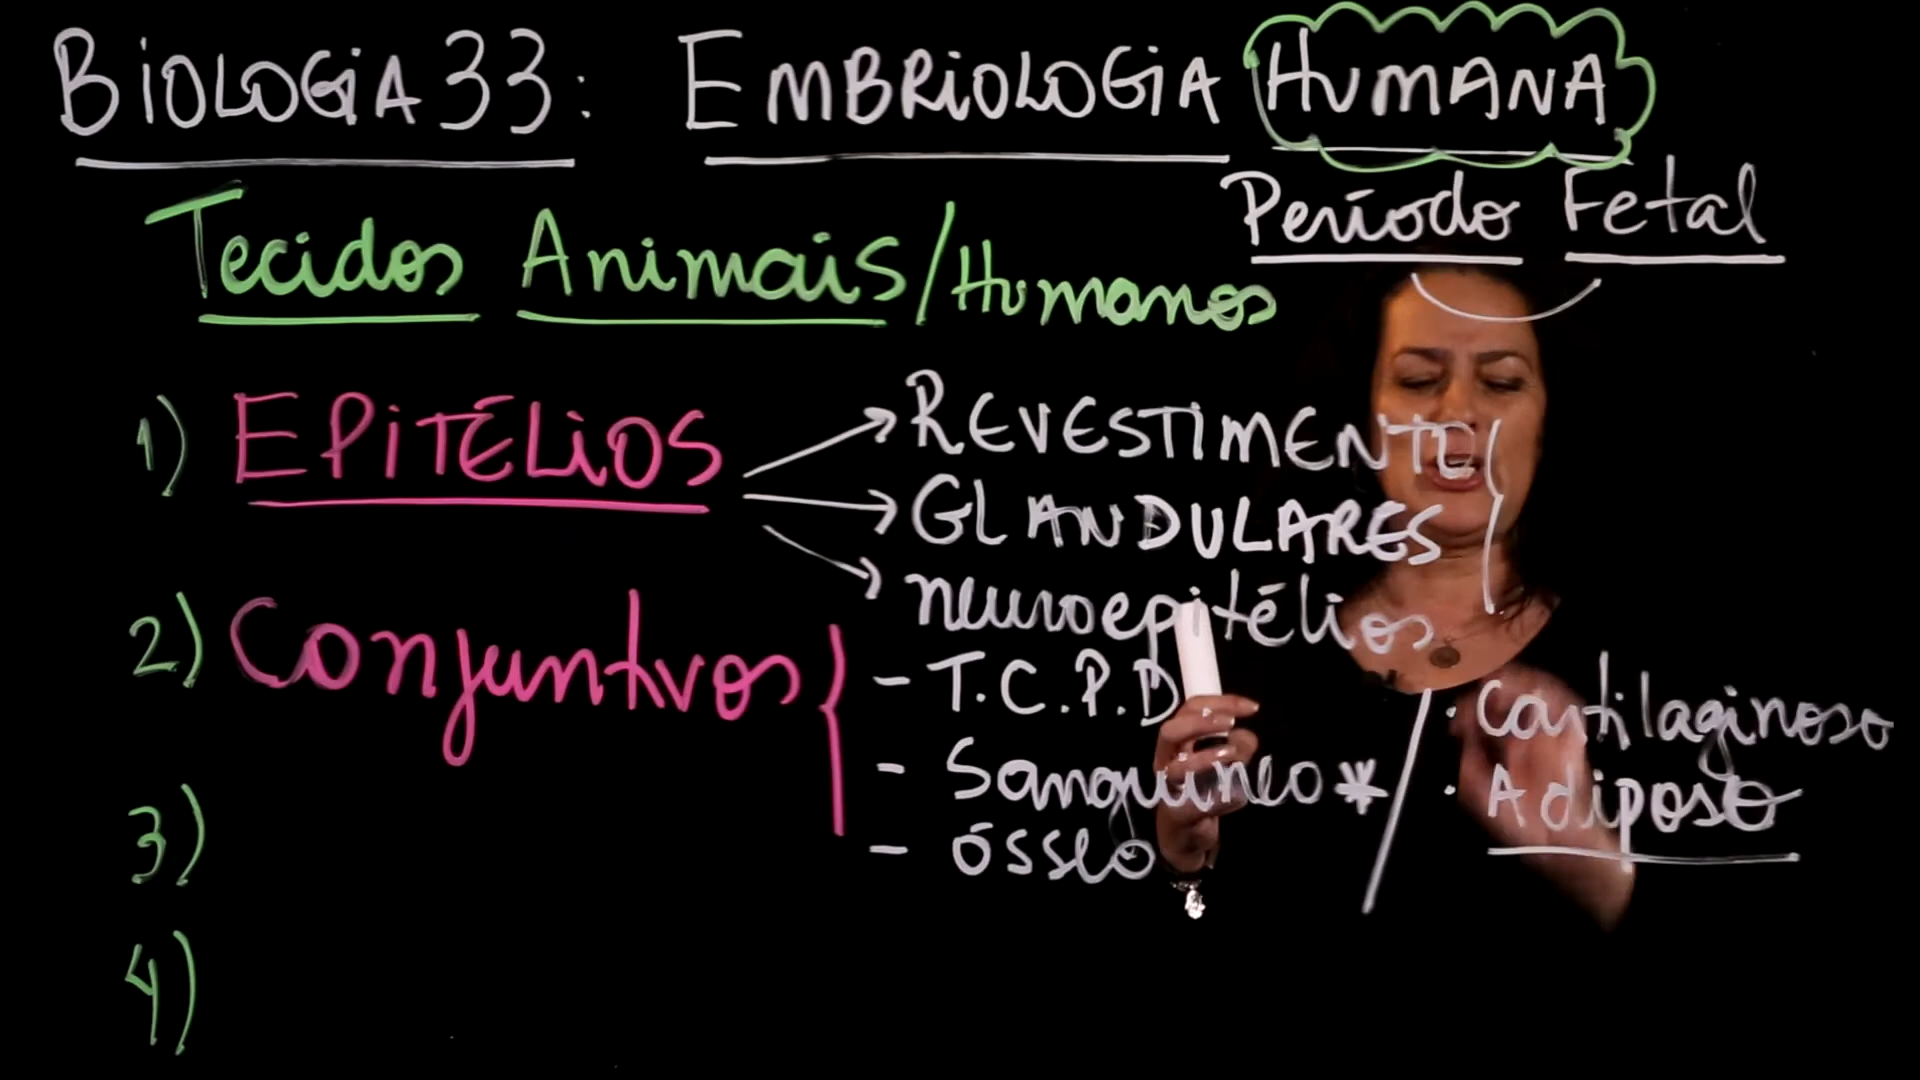 BIOLOGIA 33: EMBRIOLOGIA HUMANA
Período Fetal
Tecidos Animais/Humanos
1) EPITÉLIOS
REVESTIMENTO
GLANDULARES
neuroepitélios
2) Conjuntivos
- T.C.P.D.
- Sanguíneo *
- ósseo
· Cartilaginoso
· Adiposo
3)
4)